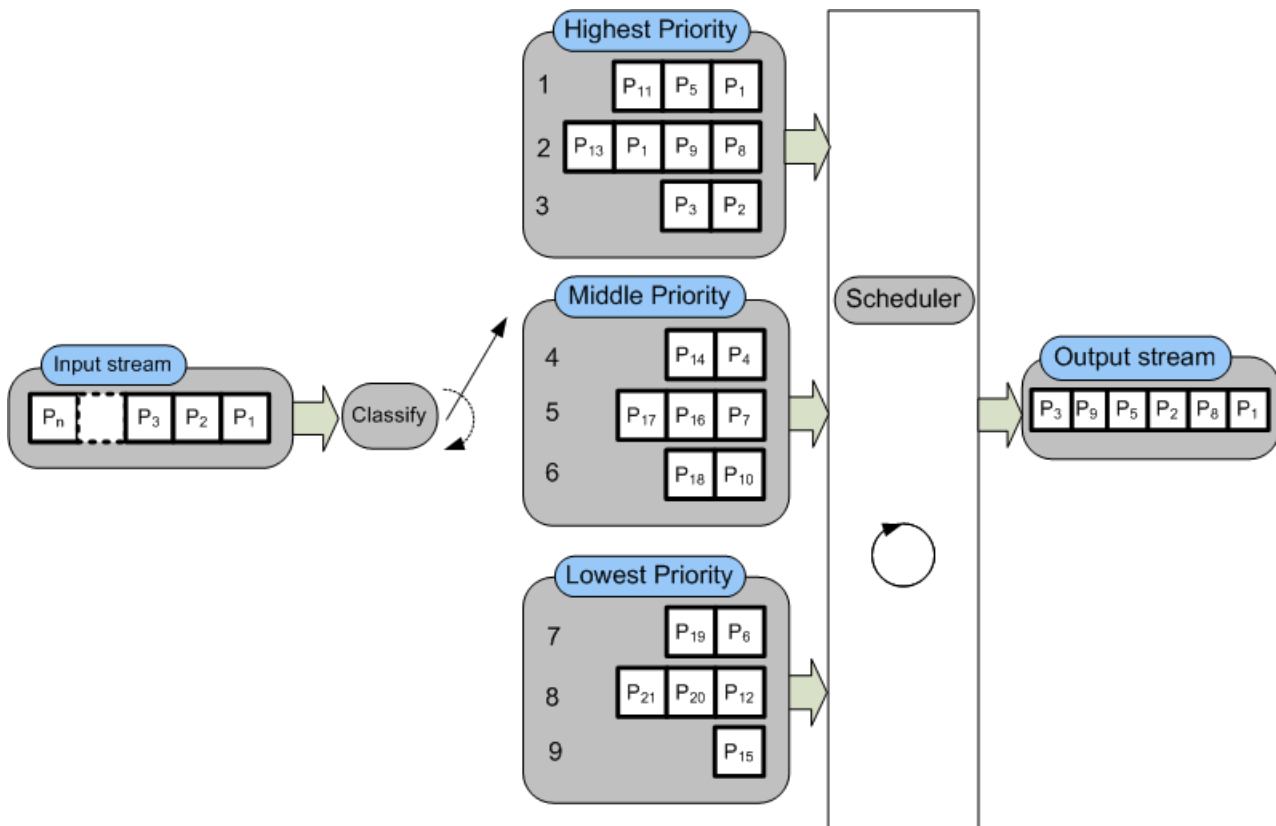 Highest Priority
1 P11 P5 P1
2 P13 P1 P9 P8
3 P3 P2
Middle Priority
4 P14 P4
5 P17 P16 P7
6 P18 P10
Lowest Priority
7 P19 P6
8 P21 P20 P12
9 P15
Input stream
Pn P3 P2 P1
Classify
Scheduler
Output stream
P3 P9 P5 P2 P8 P1